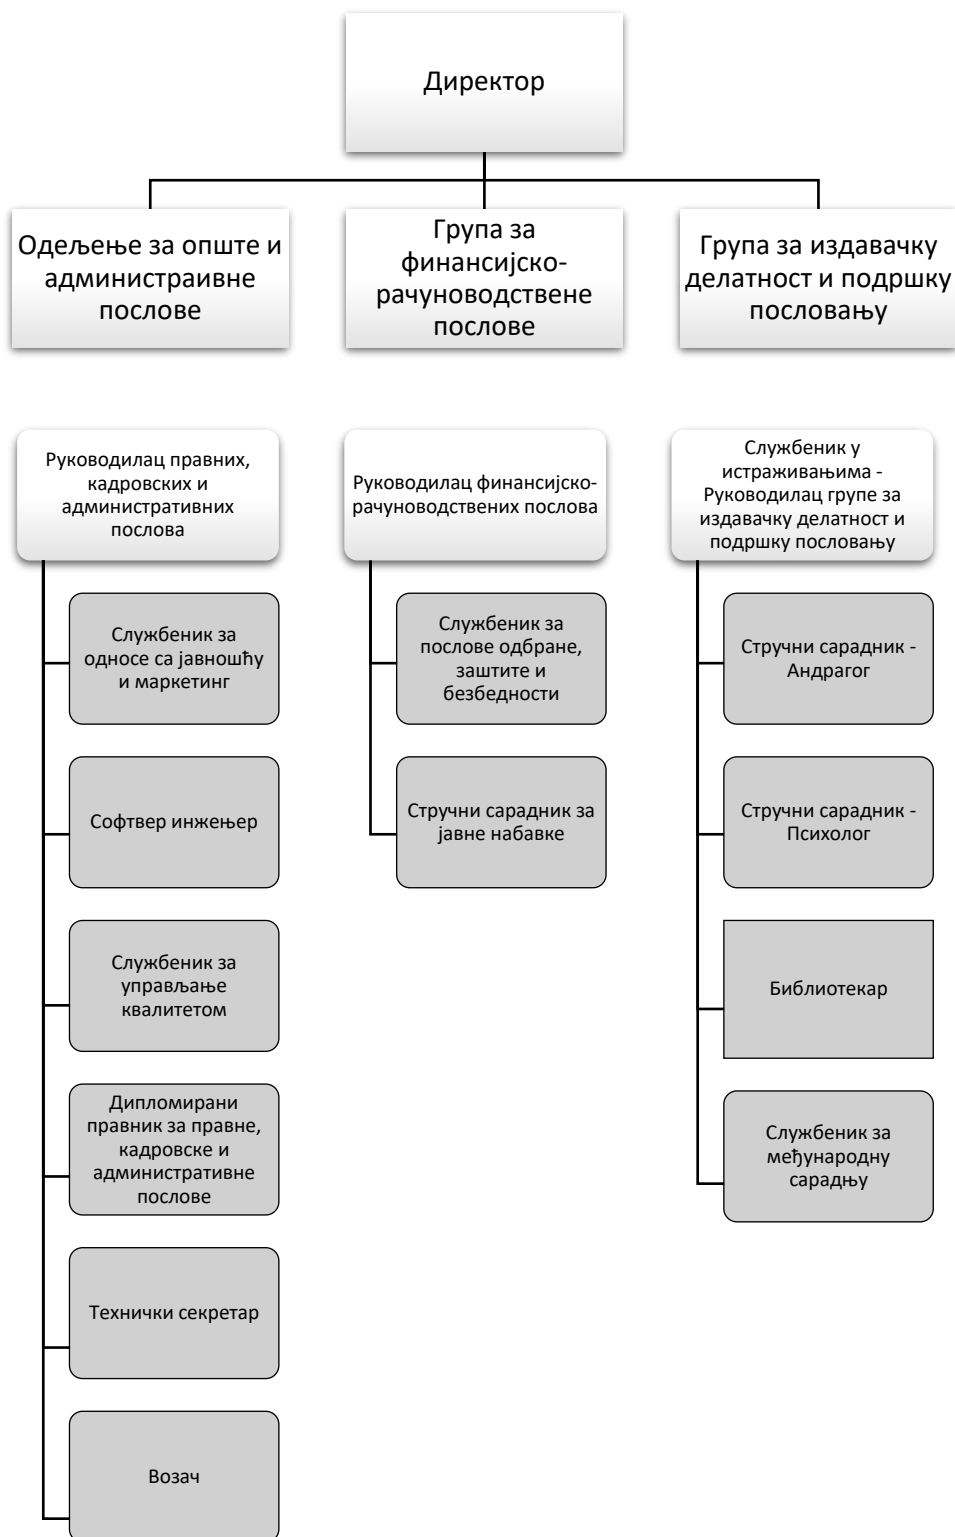 Директор
Одељење за опште и
администраивне
послове
Група за
финансијско-
рачуноводствене
послове
Група за издавачку
делатност и подршку
пословању
Руководилац правних,
кадровских и
административних
послова
Службеник за
односе са јавношћу
и маркетинг
Софтвер инжењер
Службеник за
управљање
квалитетом
Дипломирани
правник за правне,
кадровске и
административне
послове
Технички секретар
Возач
Руководилац финансијско-
рачуноводствених послова
Службеник за
послове одбране,
заштите и
безбедности
Стручни сарадник за
јавне набавке
Службеник у
истраживањима -
Руководилац групе за
издавачку делатност и
подршку пословању
Стручни сарадник -
Андрагог
Стручни сарадник -
Психолог
Библиотекар
Службеник за
међународну
сарадњу